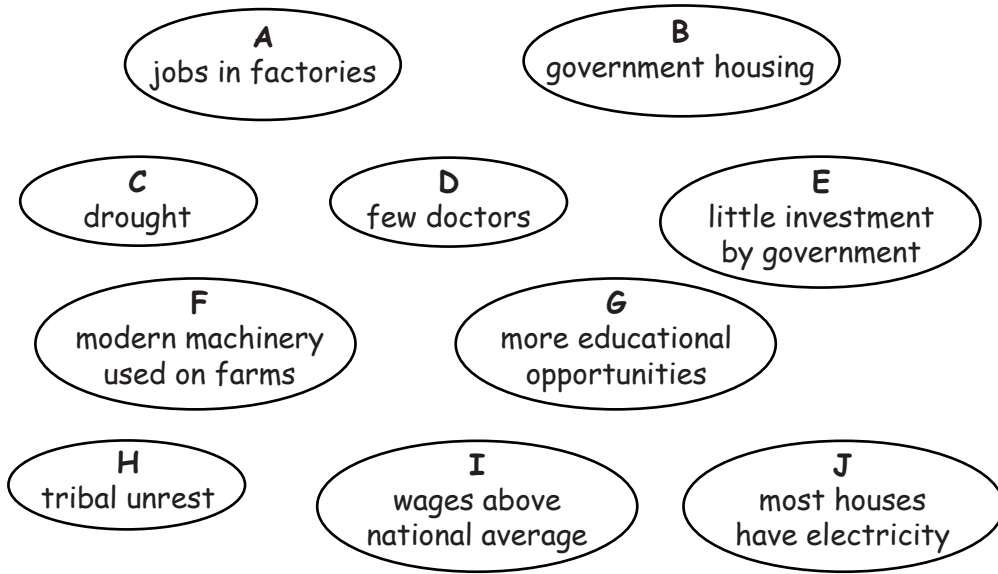 A
jobs in factories
B
government housing
C
drought
D
few doctors
E
little investment
by government
F
modern machinery
used on farms
G
more educational
opportunities
H
tribal unrest
I
wages above
national average
J
most houses
have electricity